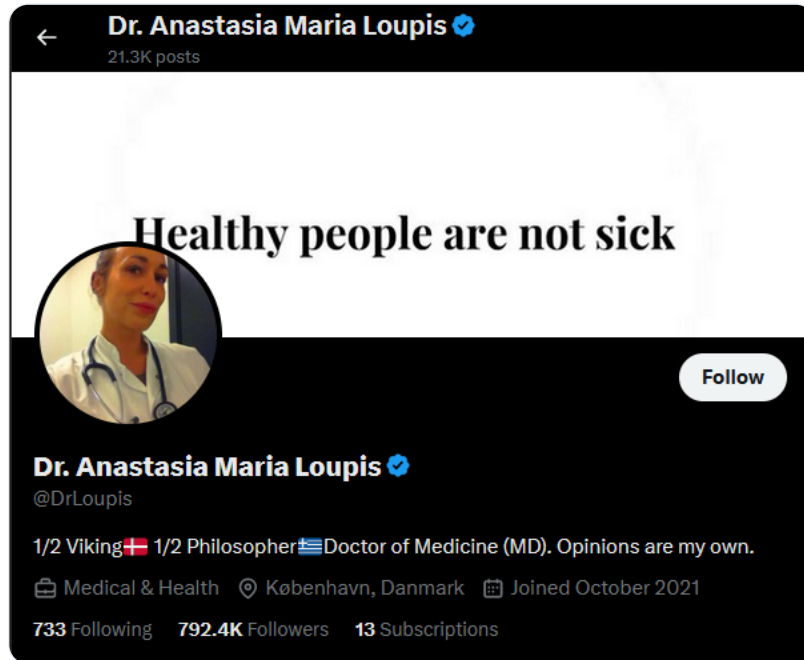 Dr. Anastasia Maria Loupis
21.3K posts
Healthy people are not sick
Follow
Dr. Anastasia Maria Loupis
@DrLoupis
1/2 Viking🇩🇰 1/2 Philosopher🇬🇷Doctor of Medicine (MD). Opinions are my own.
Medical & Health København, Danmark Joined October 2021
733 Following 792.4K Followers 13 Subscriptions